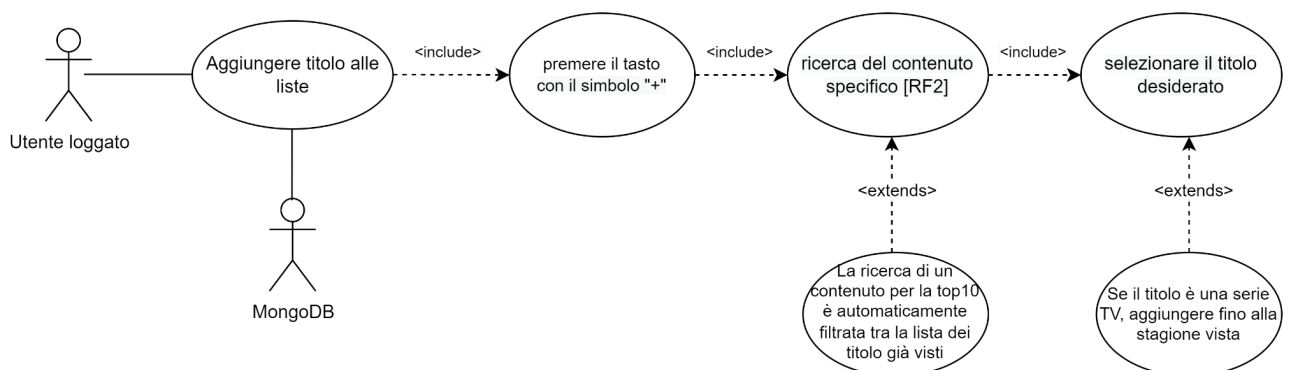 Aggiungere titolo alle
liste
<include>
premere il tasto
con il simbolo "+"
<include>
ricerca del contenuto
specifico [RF2]
<include>
selezionare il titolo
desiderato
Utente loggato
<extends>
<extends>
MongoDB
La ricerca di un
contenuto per la top10
è automaticamente
filtrata tra la lista dei
titolo già visti
Se il titolo è una serie
TV, aggiungere fino alla
stagione vista